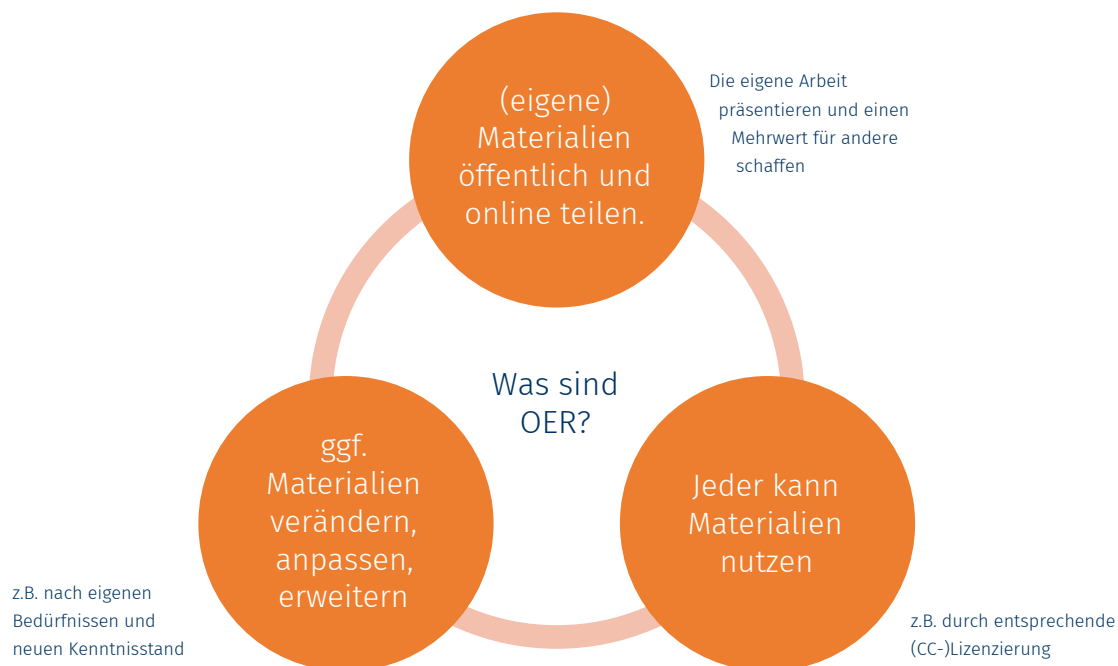 (eigene)
Materialien
öffentlich und
online teilen.
Die eigene Arbeit
präsentieren und einen
Mehrwert für andere
schaffen
Was sind
OER?
ggf.
Materialien
verändern,
anpassen,
erweitern
Jeder kann
Materialien
nutzen
z.B. nach eigenen
Bedürfnissen und
neuen Kenntnisstand
z.B. durch entsprechende
(CC-)Lizenzierung